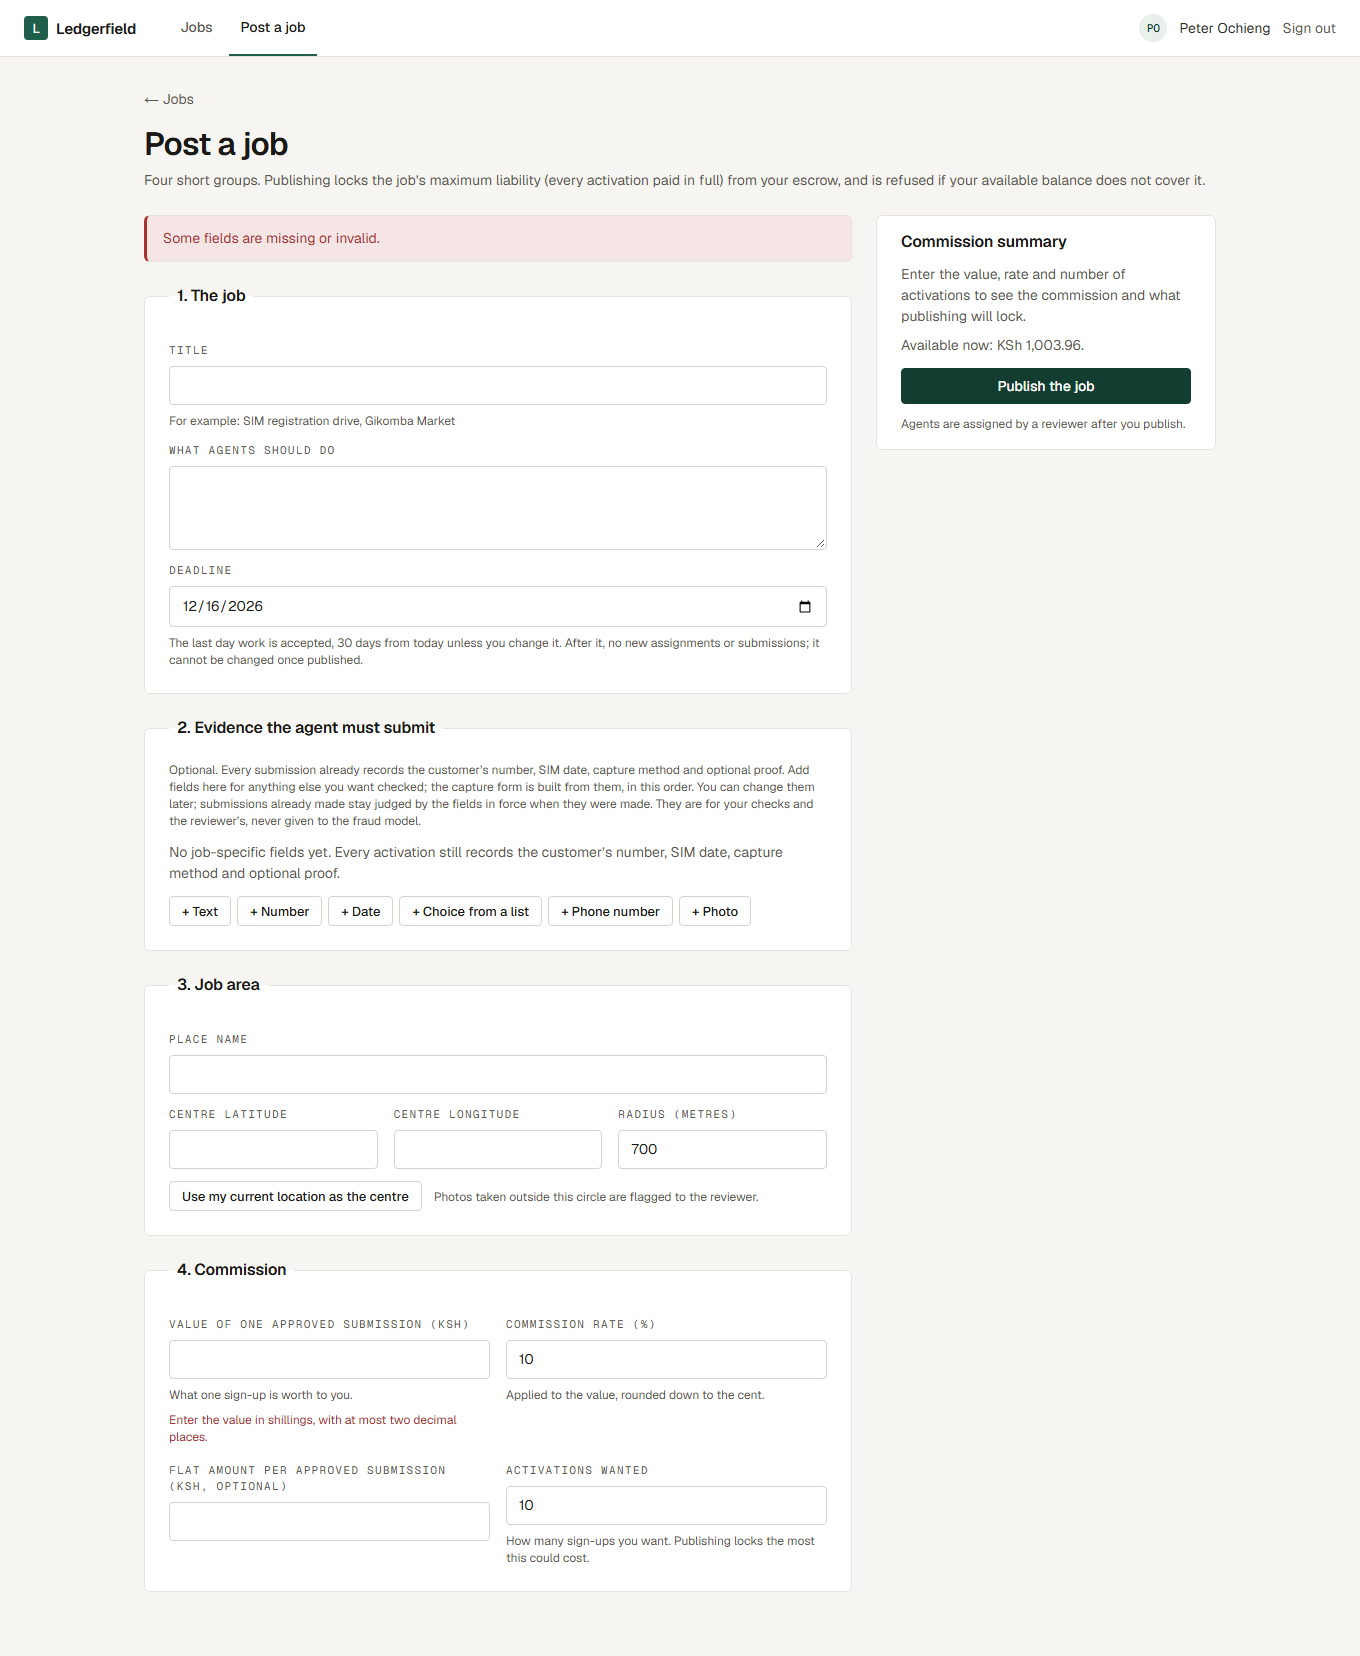 L Ledgerfield Jobs Post a job PO Peter Ochieng Sign out
← Jobs
Post a job
Four short groups. Publishing locks the job's maximum liability (every activation paid in full) from your escrow, and is refused if your available balance does not cover it.
Some fields are missing or invalid.
1. The job
TITLE
For example: SIM registration drive, Gikomba Market
WHAT AGENTS SHOULD DO
DEADLINE
12/16/2026
The last day work is accepted, 30 days from today unless you change it. After it, no new assignments or submissions; it
cannot be changed once published.
2. Evidence the agent must submit
Optional. Every submission already records the customer's number, SIM date, capture method and optional proof. Add
fields here for anything else you want checked; the capture form is built from them, in this order. You can change them
later; submissions already made stay judged by the fields in force when they were made. They are for your checks and
the reviewer's, never given to the fraud model.
No job-specific fields yet. Every activation still records the customer's number, SIM date, capture
method and optional proof.
+ Text + Number + Date + Choice from a list + Phone number + Photo
3. Job area
PLACE NAME
CENTRE LATITUDE CENTRE LONGITUDE RADIUS (METRES)
700
Use my current location as the centre Photos taken outside this circle are flagged to the reviewer.
4. Commission
VALUE OF ONE APPROVED SUBMISSION (KSH) COMMISSION RATE (%)
10
What one sign-up is worth to you. Applied to the value, rounded down to the cent.
Enter the value in shillings, with at most two decimal
places.
FLAT AMOUNT PER APPROVED SUBMISSION
(KSH, OPTIONAL)
ACTIVATIONS WANTED
10
How many sign-ups you want. Publishing locks the most
this could cost.
Commission summary
Enter the value, rate and number of
activations to see the commission and what
publishing will lock.
Available now: KSh 1,003.96.
Publish the job
Agents are assigned by a reviewer after you publish.